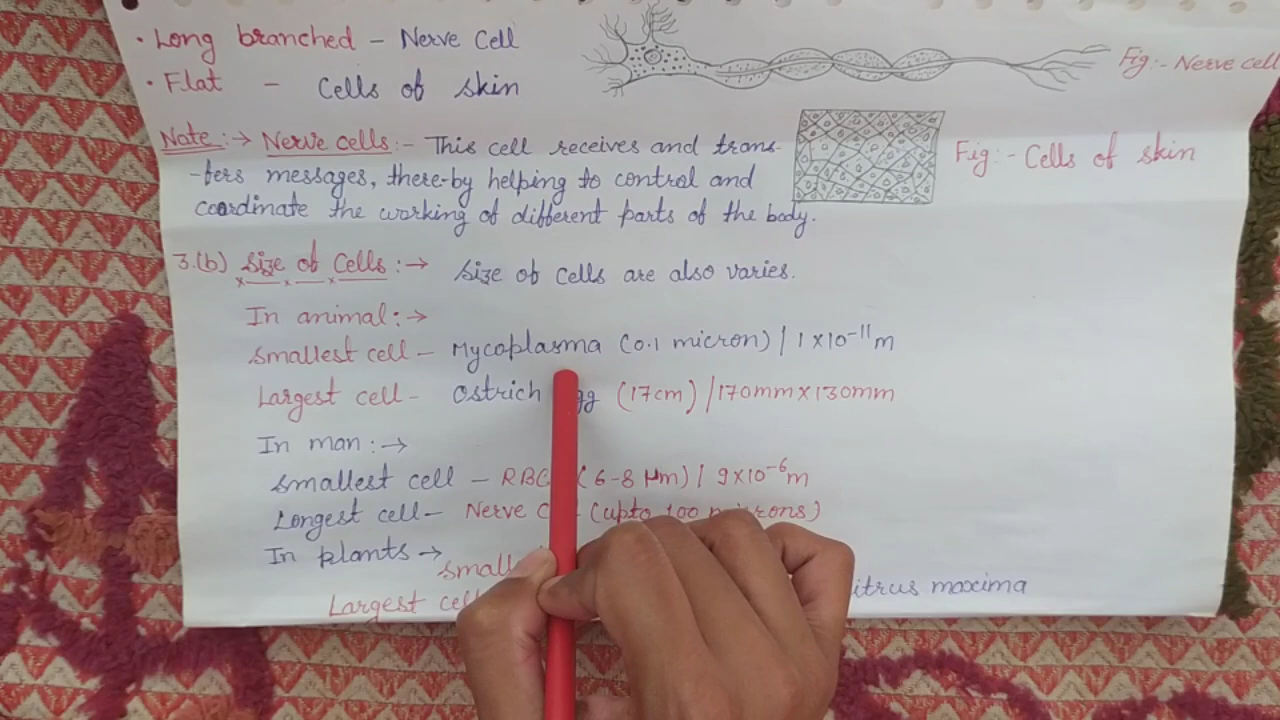 • Long branched - Nerve Cell
Fig:- Nerve cell
• Flat - Cells of skin
Note:→ Nerve cells:- This cell receives and trans-
-fers messages, there-by helping to control and
coordinate the working of different parts of the body.
Fig:- Cells of skin
3.(b) Size of Cells:→ Size of cells are also varies.
In animal:→
Smallest cell - Mycoplasma (0.1 micron) / 1×10⁻¹¹m
Largest cell - Ostrich (17cm) / 170mm×130mm
In man:→
Smallest cell - (6-8 μm) / 9×10⁻⁶m
Longest cell - Nerve (upto 100 microns)
In plants →
Largest maxima